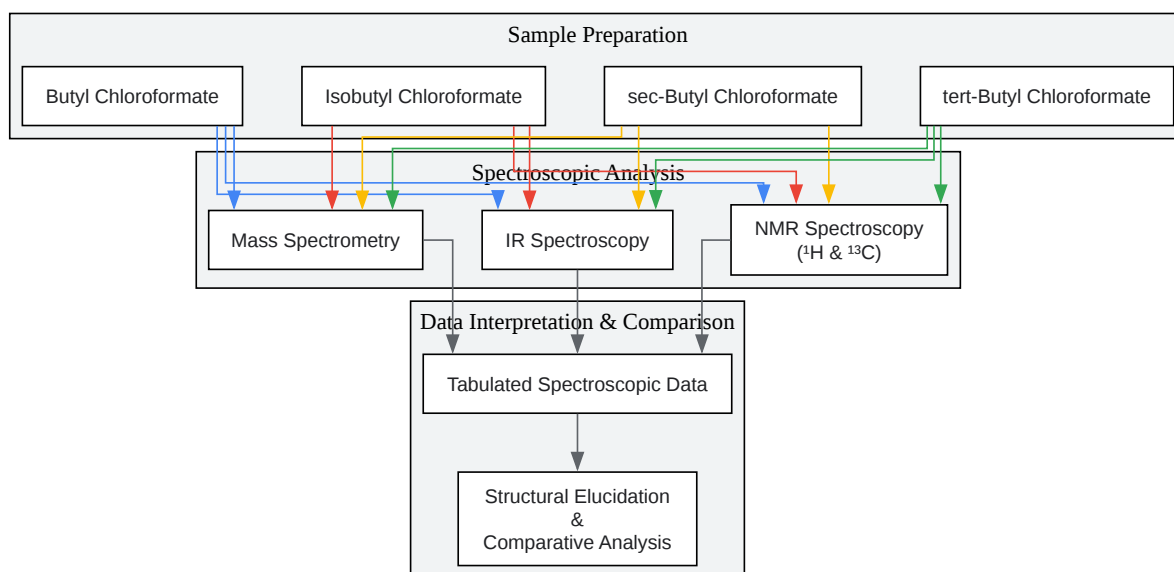 Sample Preparation
Butyl Chloroformate
Isobutyl Chloroformate
sec-Butyl Chloroformate
tert-Butyl Chloroformate
Spectroscopic Analysis
Mass Spectrometry
IR Spectroscopy
NMR Spectroscopy
(¹H & ¹³C)
Data Interpretation & Comparison
Tabulated Spectroscopic Data
Structural Elucidation
&
Comparative Analysis